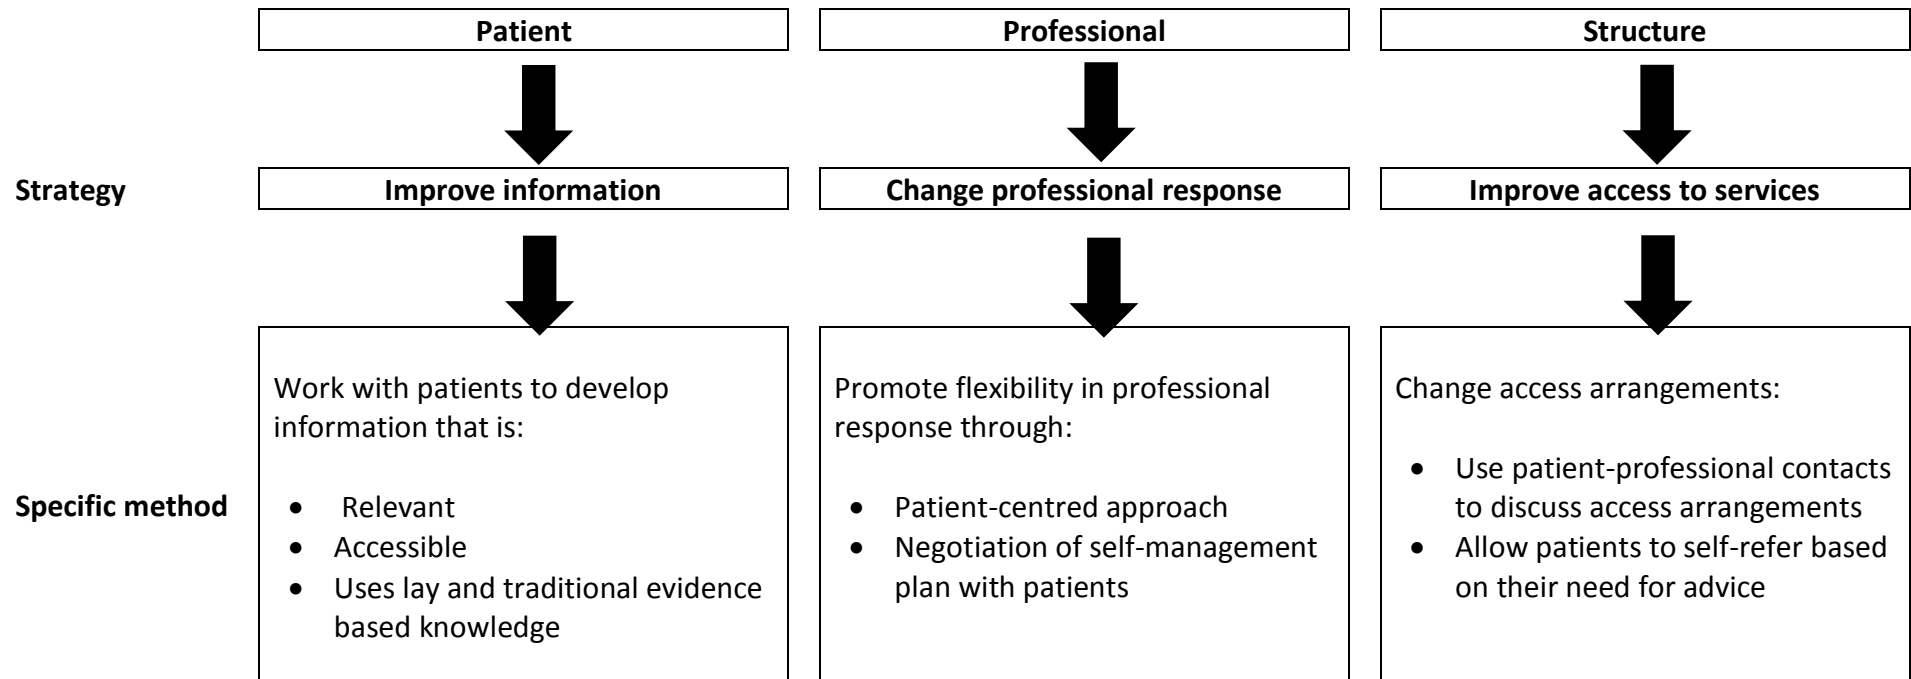 Patient
Professional
Structure
Strategy
Improve information
Change professional response
Improve access to services
Specific method
Work with patients to develop
information that is:
• Relevant
• Accessible
• Uses lay and traditional evidence
based knowledge
Promote flexibility in professional
response through:
• Patient-centred approach
• Negotiation of self-management
plan with patients
Change access arrangements:
• Use patient-professional contacts
to discuss access arrangements
• Allow patients to self-refer based
on their need for advice